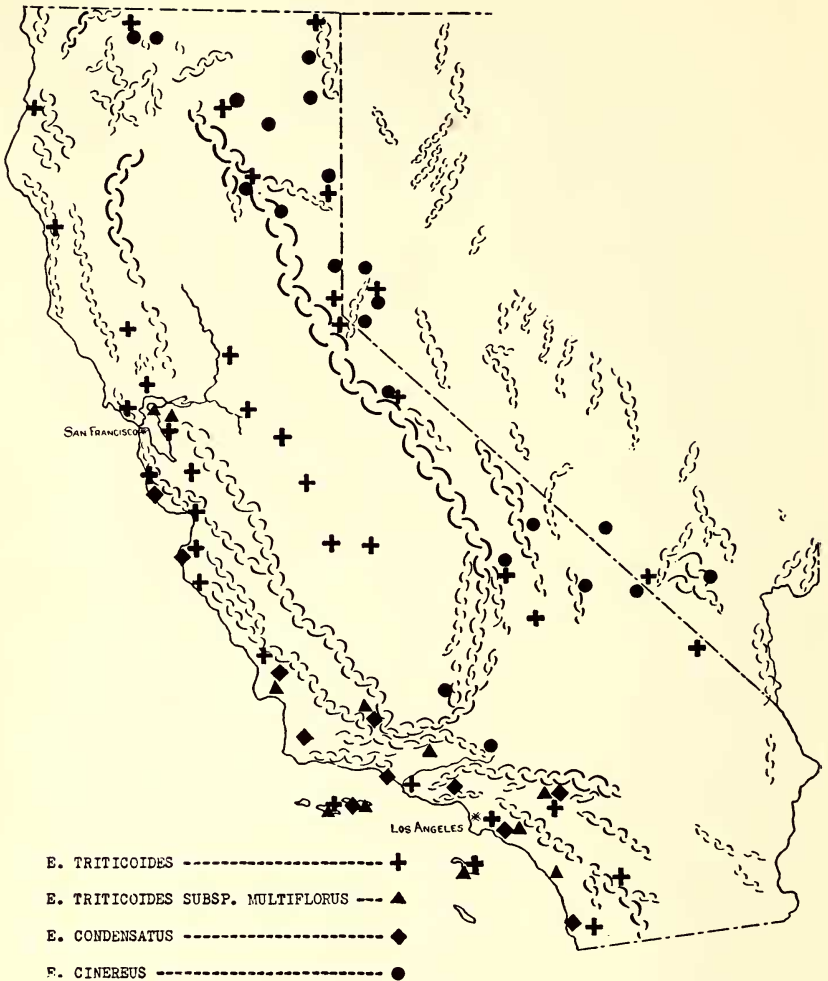 SAN FRANCISCO
LOS ANGELES
E. TRITICOIDES
E. TRITICOIDES SUBSP. MULTIFLORUS
E. CONDENSATUS
E. CINEREUS